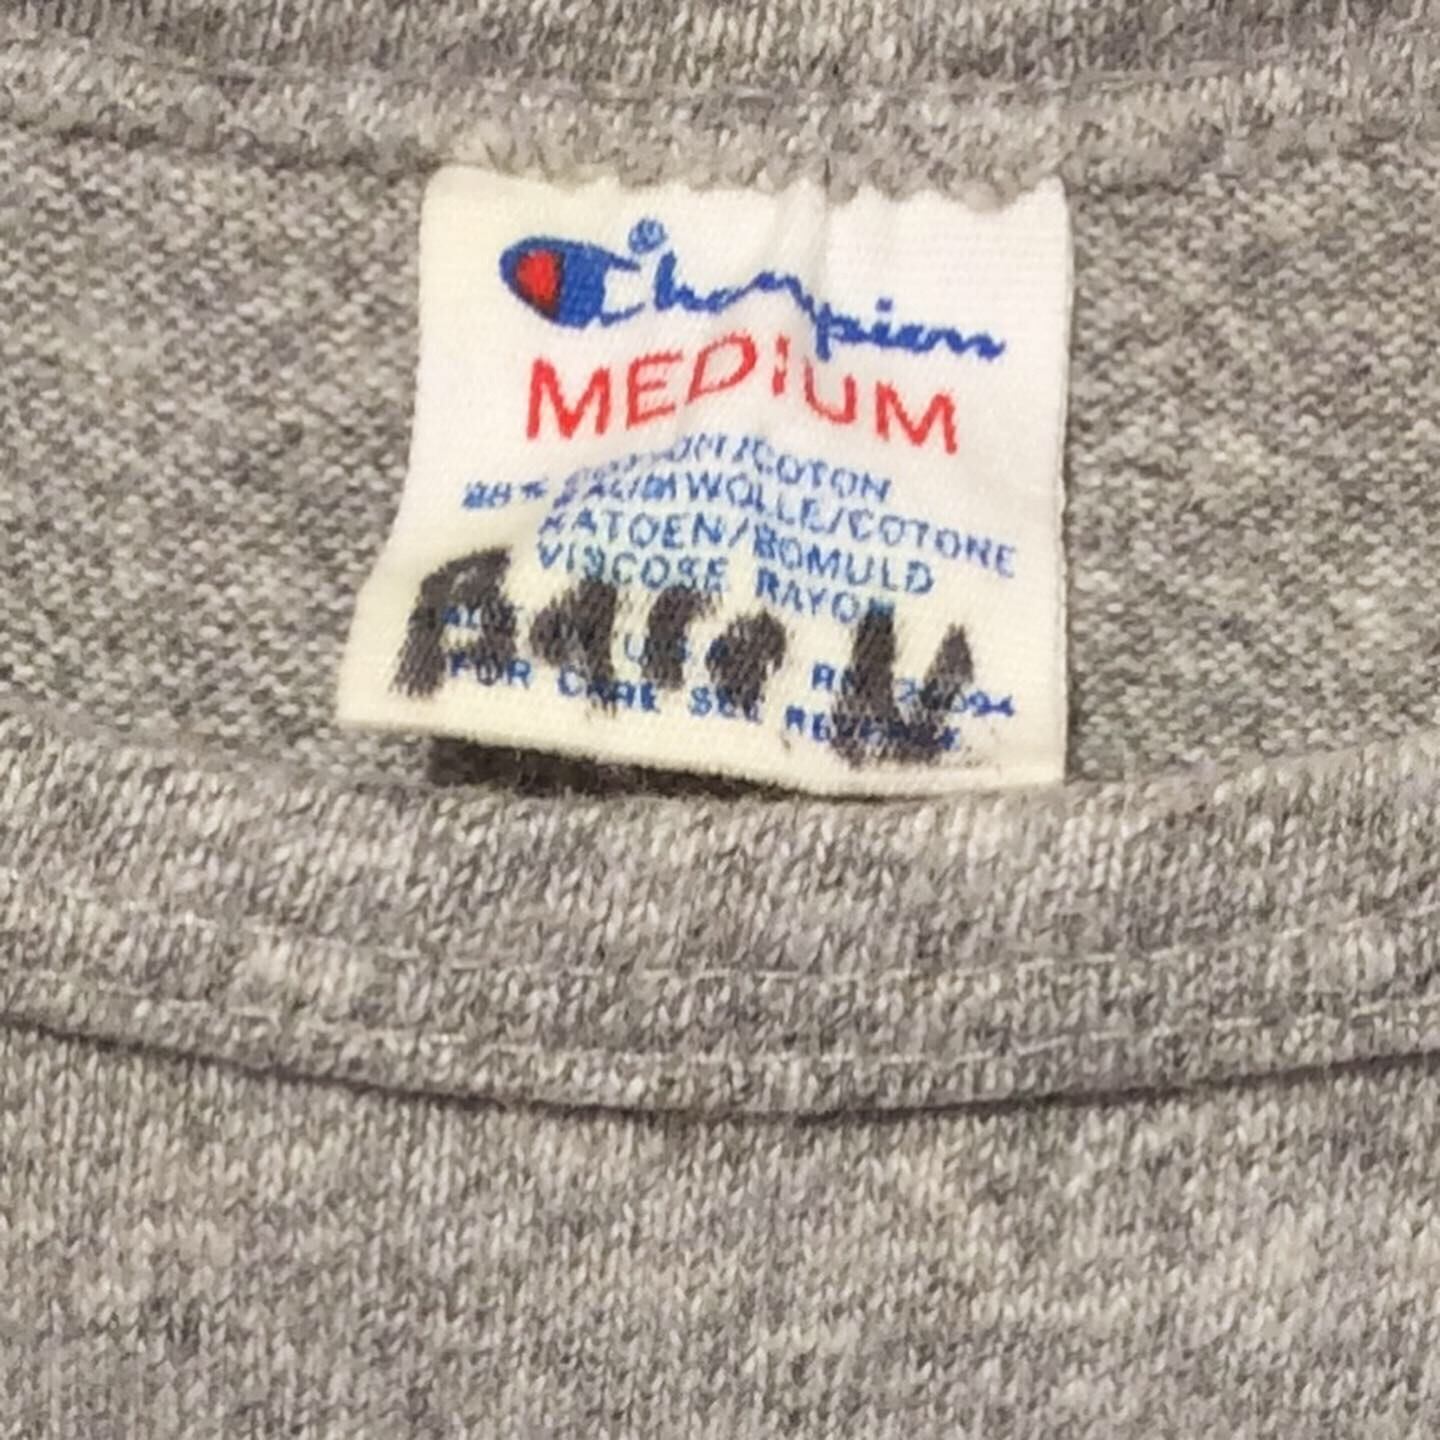 Champion®
MEDIUM
COTTON/COTON
BAUMWOLLE/COTONE
KATOEN/BOMULD
VISCOSE RAYON
U.S.A.
FOR CARE SEE REVERSE